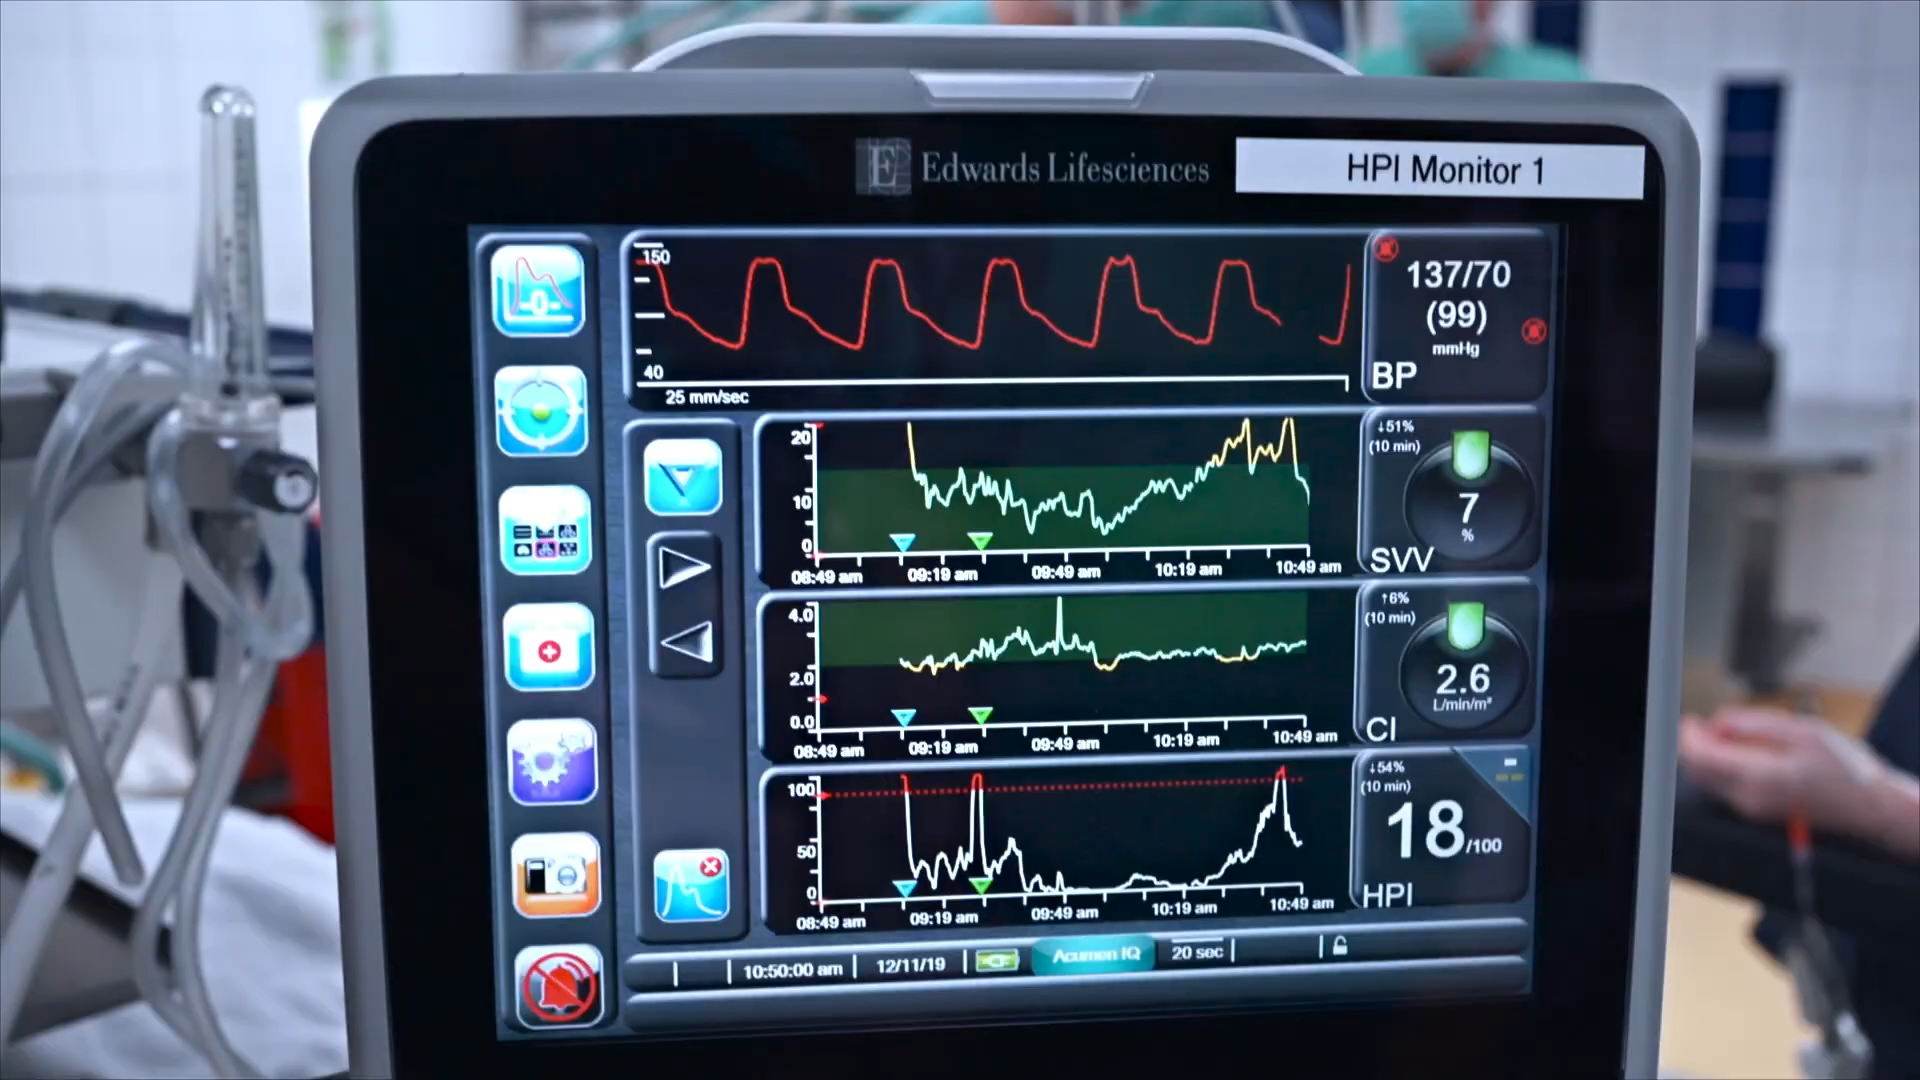 E Edwards Lifesciences
HPI Monitor 1
150
40
25 mm/sec
137/70
(99)
mmHg
BP
-0-
20
10
0
08:49 am 09:19 am 09:49 am 10:19 am 10:49 am
↓51%
(10 min)
7
%
SVV
4.0
2.0
0.0
08:49 am 09:19 am 09:49 am 10:19 am 10:49 am
↑6%
(10 min)
2.6
L/min/m²
CI
100
50
0
08:49 am 09:19 am 09:49 am 10:19 am 10:49 am
↓54%
(10 min)
18/100
HPI
10:50:00 am
12/11/19
Acumen IQ
20 sec